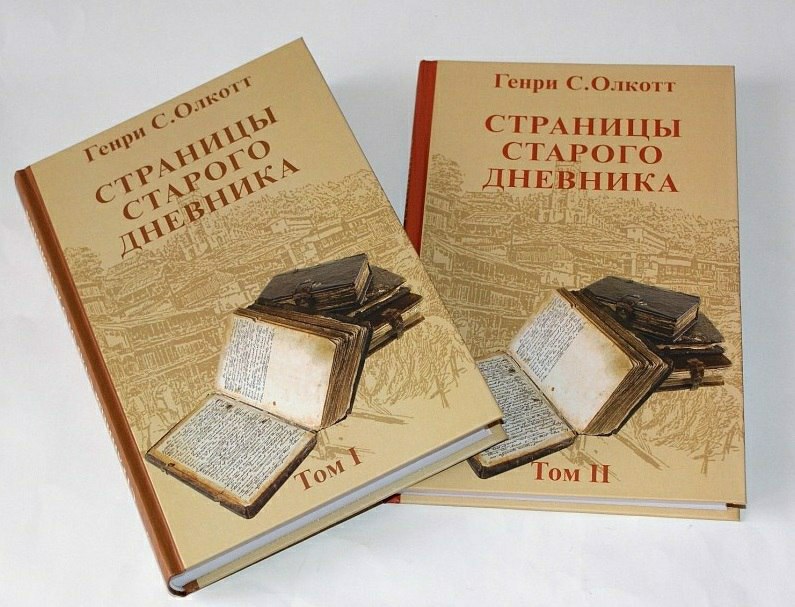 Генри С.Олкотт
СТРАНИЦЫ
СТАРОГО
ДНЕВНИКА
Том I
Генри С.Олкотт
СТРАНИЦЫ
СТАРОГО
ДНЕВНИКА
Том II